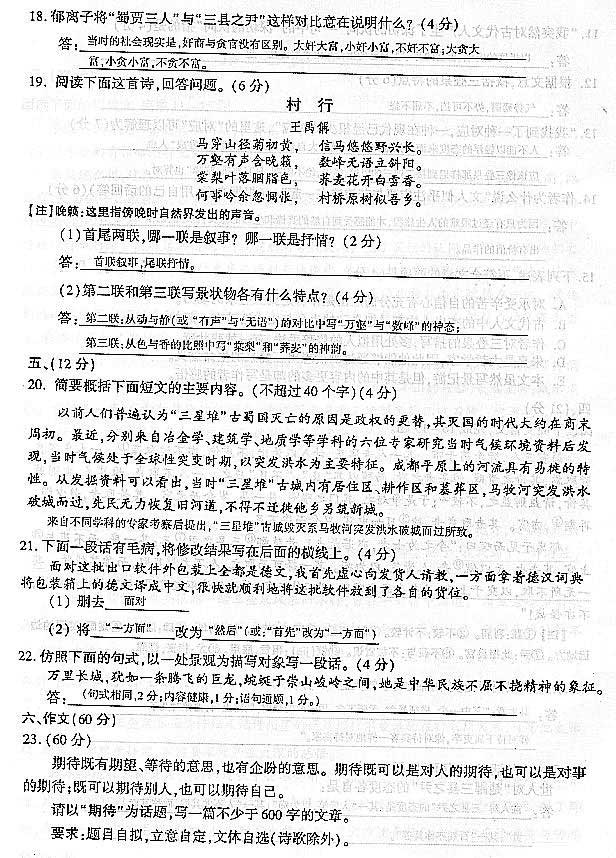 18.郁离子将“蜀贾三人”与“三县之尹”这样对比意在说明什么?(4分)
答:当时的社会现实是,奸商与贪官没有区别。大奸大富,小奸小富,不奸不富;大贪大
富,小贪小富,不贪不富。
19.阅读下面这首诗,回答问题。(6分)
村 行
王禹偁
马穿山径菊初黄, 信马悠悠野兴长。
万壑有声含晚籁, 数峰无语立斜阳。
棠梨叶落胭脂色, 荞麦花开白雪香。
何事吟余忽惆怅, 村桥原树似吾乡。
【注】晚籁:这里指傍晚时自然界发出的声音。
(1)首尾两联,哪一联是叙事?哪一联是抒情?(2分)
答:首联叙事,尾联抒情。
(2)第二联和第三联写景状物各有什么特点?(4分)
答:第二联:从动与静(或“有声”与“无语”)的对比中写“万壑”与“数峰”的神态;
第三联:从色与香的比照中写“棠梨”和“荞麦”的神韵。
五、(12分)
20.简要概括下面短文的主要内容。(不超过40个字)(4分)
以前人们普遍认为“三星堆”古蜀国灭亡的原因是政权的更替,其灭国的时代大约在商末
周初。最近,分别来自冶金学、建筑学、地质学等学科的六位专家研究当时气候环境资料后发
现,当时气候处于全球性突变时期,以突发洪水为主要特征。成都平原上的河流具有易徙的特
性。从发掘资料可以看出,当时“三星堆”古城内有居住区、耕作区和墓葬区,马牧河突发洪水
破城而过,先民无力恢复旧河道,不得不迁徙他乡另筑新城。
来自不同学科的专家考察后提出,“三星堆”古城毁灭系马牧河突发洪水破城而过所致。
21.下面一段话有毛病,将修改结果写在后面的横线上。(4分)
面对这批出口软件外包装上全都是德文,我首先虚心向发货人请教,一方面拿着德汉词典
将包装箱上的德文译成中文,很快就顺利地将这批软件放到了各自的货位。
(1) 删去 面对
(2) 将 “一方面” 改为 “然后”(或:“首先”改为“一方面”)
22.仿照下面的句式,以一处景观为描写对象写一段话。(4分)
万里长城,犹如一条腾飞的巨龙,蜿蜒于崇山峻岭之间,她是中华民族不屈不挠精神的象征。
答:(句式相同,2分;内容健康,1分;语句通顺,1分。)
六、作文(60分)
23.(60分)
期待既有期望、等待的意思,也有企盼的意思。期待既可以是对人的期待,也可以是对事
的期待;既可以期待别人,也可以期待自己。
请以“期待”为话题,写一篇不少于600字的文章。
要求:题目自拟,立意自定,文体自选(诗歌除外)。